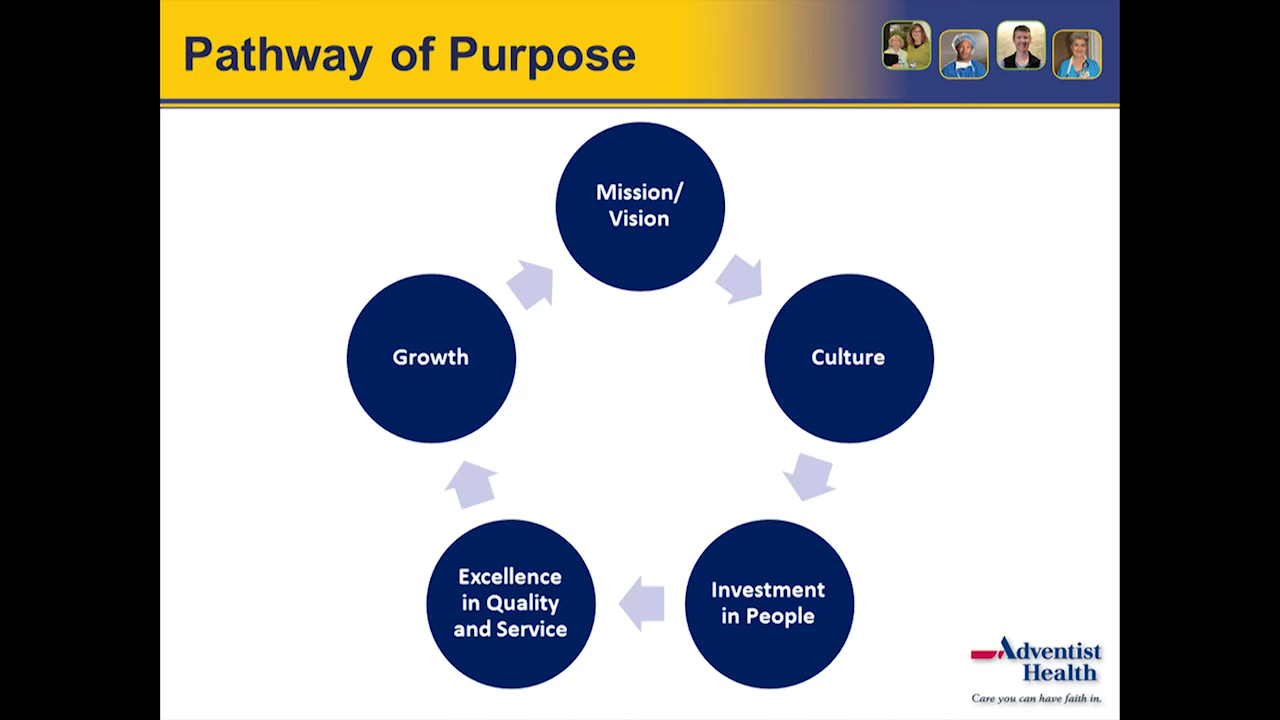 Pathway of Purpose
Mission/
Vision
Culture
Investment
in People
Excellence
in Quality
and Service
Growth
Adventist
Health
Care you can have faith in.